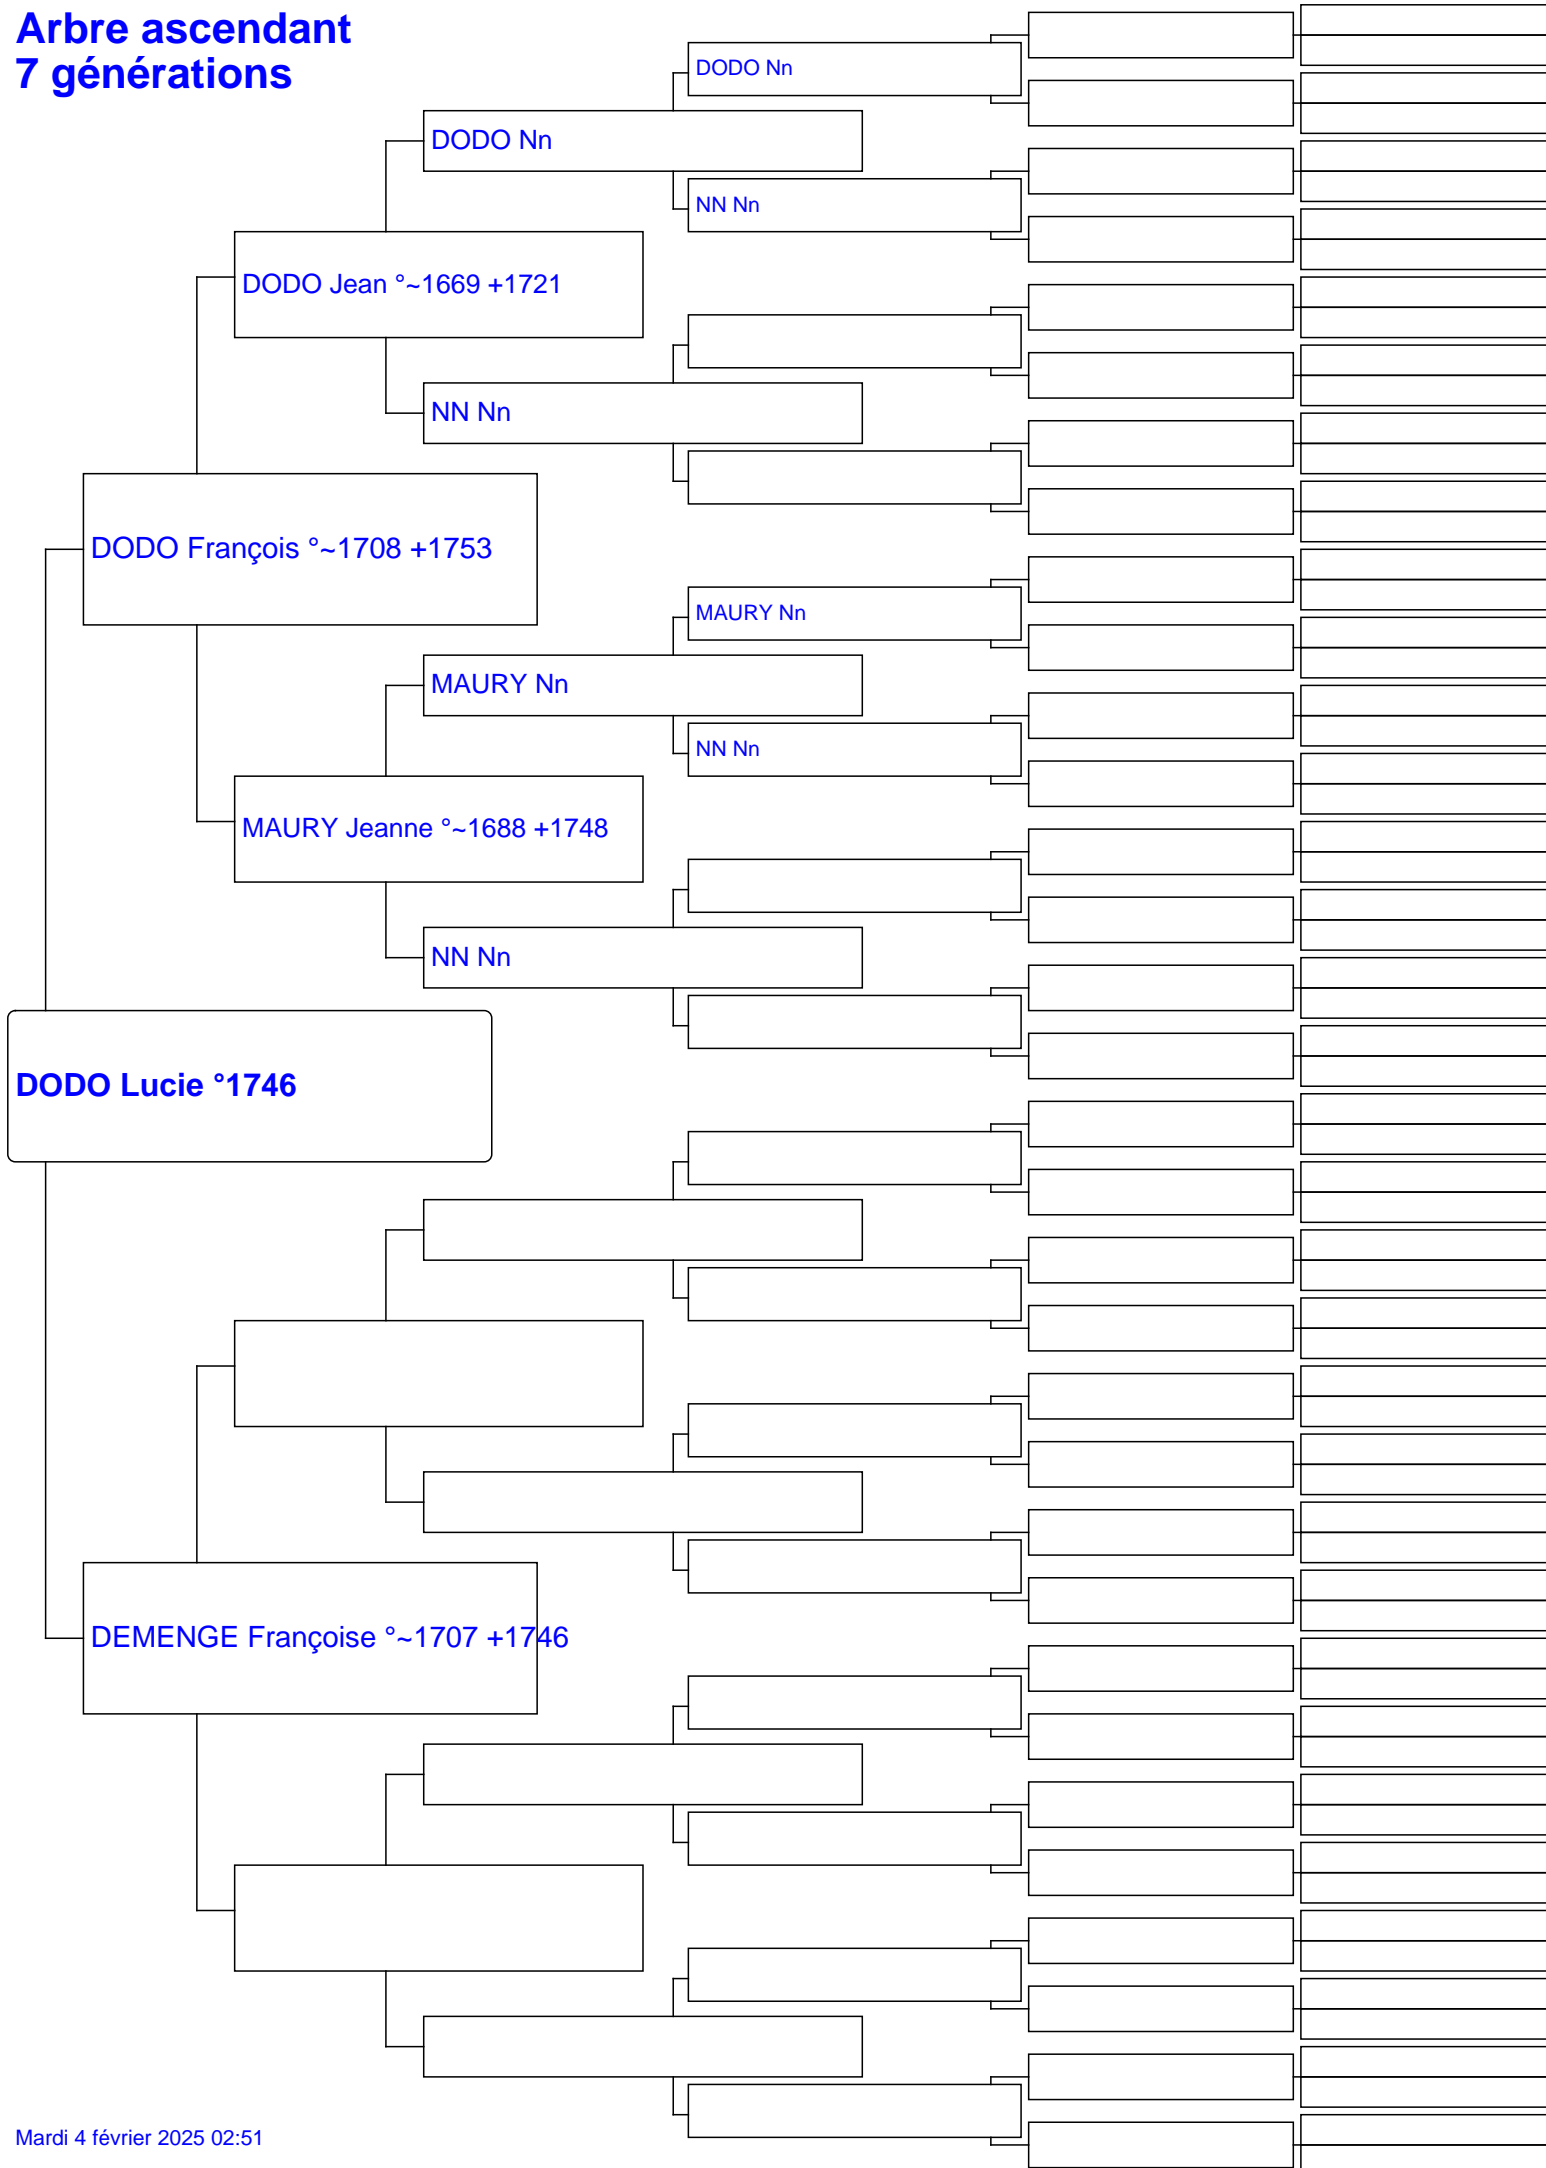 Arbre ascendant
7 générations
DODO Nn
DODO Nn
NN Nn
DODO Jean °~1669 +1721
NN Nn
DODO François °~1708 +1753
MAURY Nn
MAURY Nn
NN Nn
MAURY Jeanne °~1688 +1748
NN Nn
DODO Lucie °1746
DEMENGE Françoise °~1707 +1746
Mardi 4 février 2025 02:51